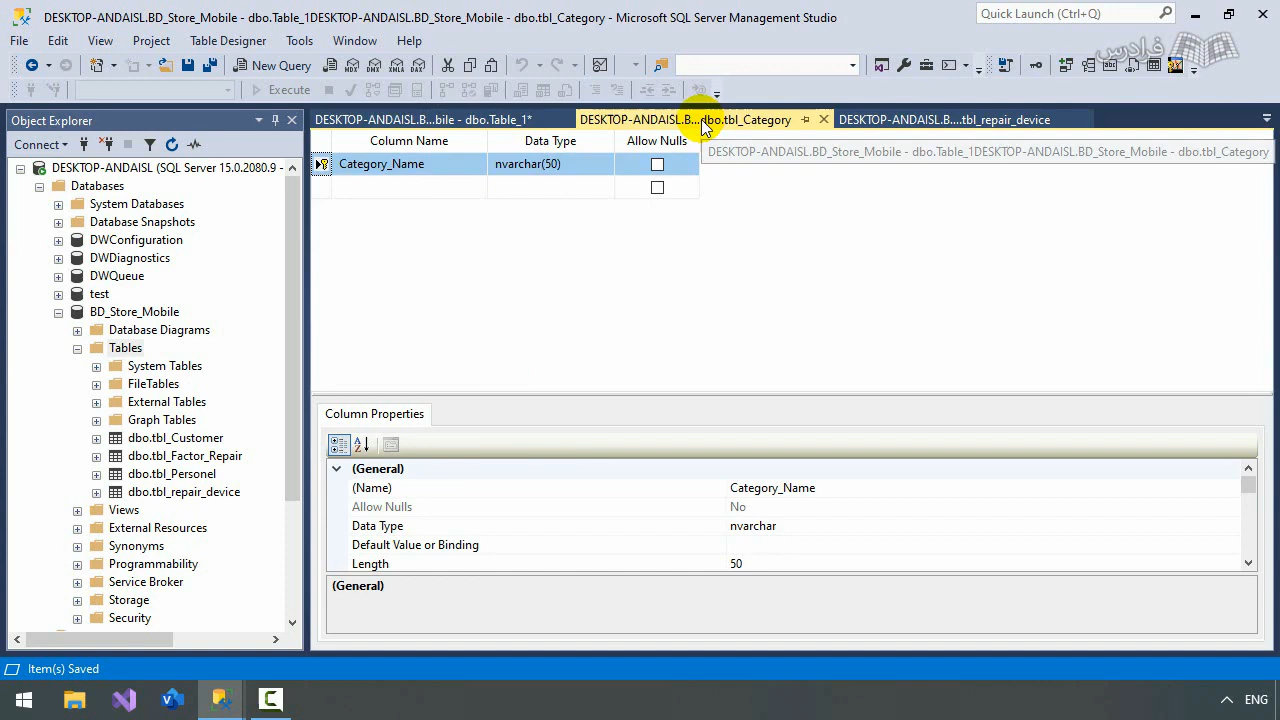 DESKTOP-ANDAISL.BD_Store_Mobile - dbo.Table_1DESKTOP-ANDAISL.BD_Store_Mobile - dbo.tbl_Category - Microsoft SQL Server Management Studio
Quick Launch (Ctrl+Q)
File Edit View Project Table Designer Tools Window Help
فرادرس
New Query
MDX DMX XMLA DAX
Execute
Object Explorer
DESKTOP-ANDAISL.B...bile - dbo.Table_1*
DESKTOP-ANDAISL.B...dbo.tbl_Category
DESKTOP-ANDAISL.B....tbl_repair_device
Connect
Column Name Data Type Allow Nulls
DESKTOP-ANDAISL.BD_Store_Mobile - dbo.Table_1DESKTOP-ANDAISL.BD_Store_Mobile - dbo.tbl_Category
Category_Name nvarchar(50)
DESKTOP-ANDAISL (SQL Server 15.0.2080.9 -
Databases
System Databases
Database Snapshots
DWConfiguration
DWDiagnostics
DWQueue
test
BD_Store_Mobile
Database Diagrams
Tables
System Tables
FileTables
External Tables
Graph Tables
dbo.tbl_Customer
dbo.tbl_Factor_Repair
dbo.tbl_Personel
dbo.tbl_repair_device
Views
External Resources
Synonyms
Programmability
Service Broker
Storage
Security
Column Properties
(General)
(Name) Category_Name
Allow Nulls No
Data Type nvarchar
Default Value or Binding
Length 50
(General)
Item(s) Saved
ENG